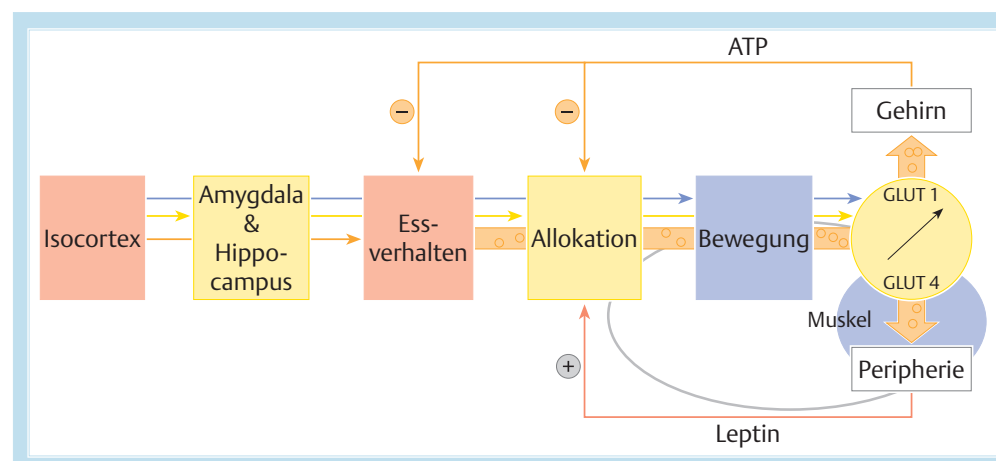 ATP
−
−
Gehirn
Isocortex
Amygdala
&
Hippo-
campus
Ess-
verhalten
Allokation
Bewegung
GLUT 1
GLUT 4
Muskel
Peripherie
+
Leptin